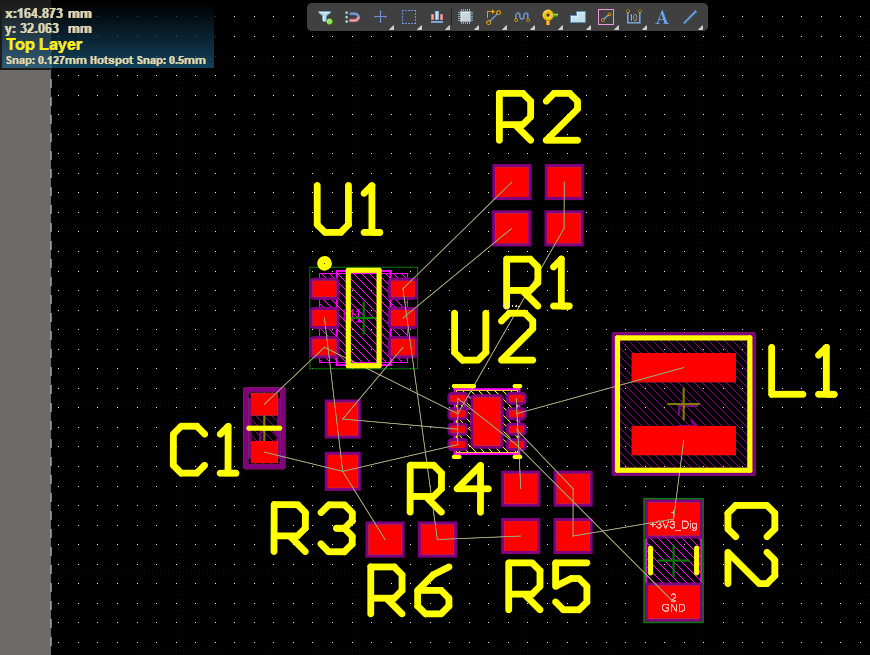 x:164.873 mm
y: 32.063 mm
Top Layer
Snap: 0.127mm Hotspot Snap: 0.5mm
R2
U1
R1
U2
L1
C1
R4
R3
1
+3V3_Dig
C2
R6
R5
2
GND